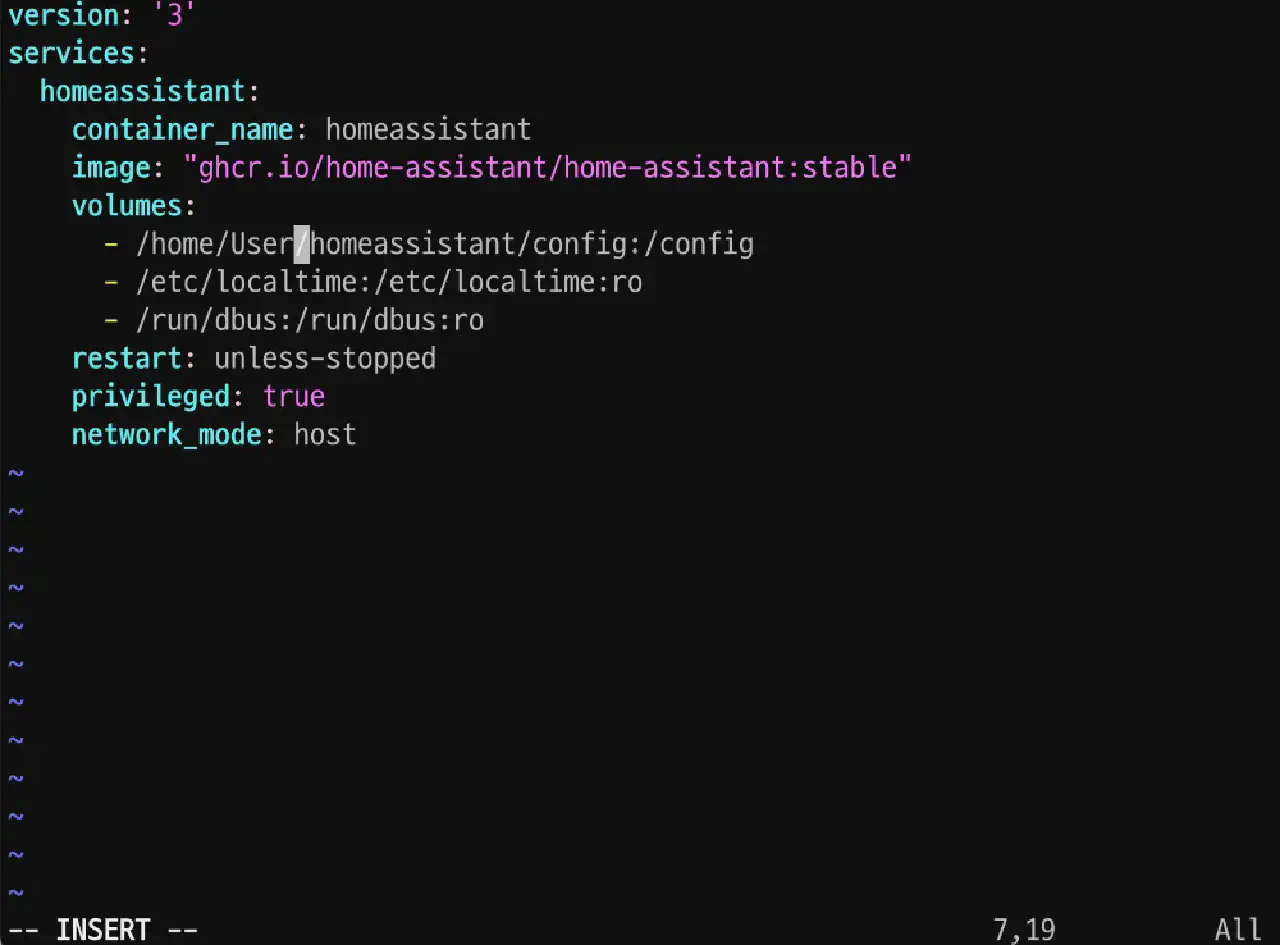 version: '3'
services:
  homeassistant:
    container_name: homeassistant
    image: "ghcr.io/home-assistant/home-assistant:stable"
    volumes:
      - /home/User/homeassistant/config:/config
      - /etc/localtime:/etc/localtime:ro
      - /run/dbus:/run/dbus:ro
    restart: unless-stopped
    privileged: true
    network_mode: host
~
~
~
~
~
~
~
~
~
~
~
~
-- INSERT -- 7,19 All